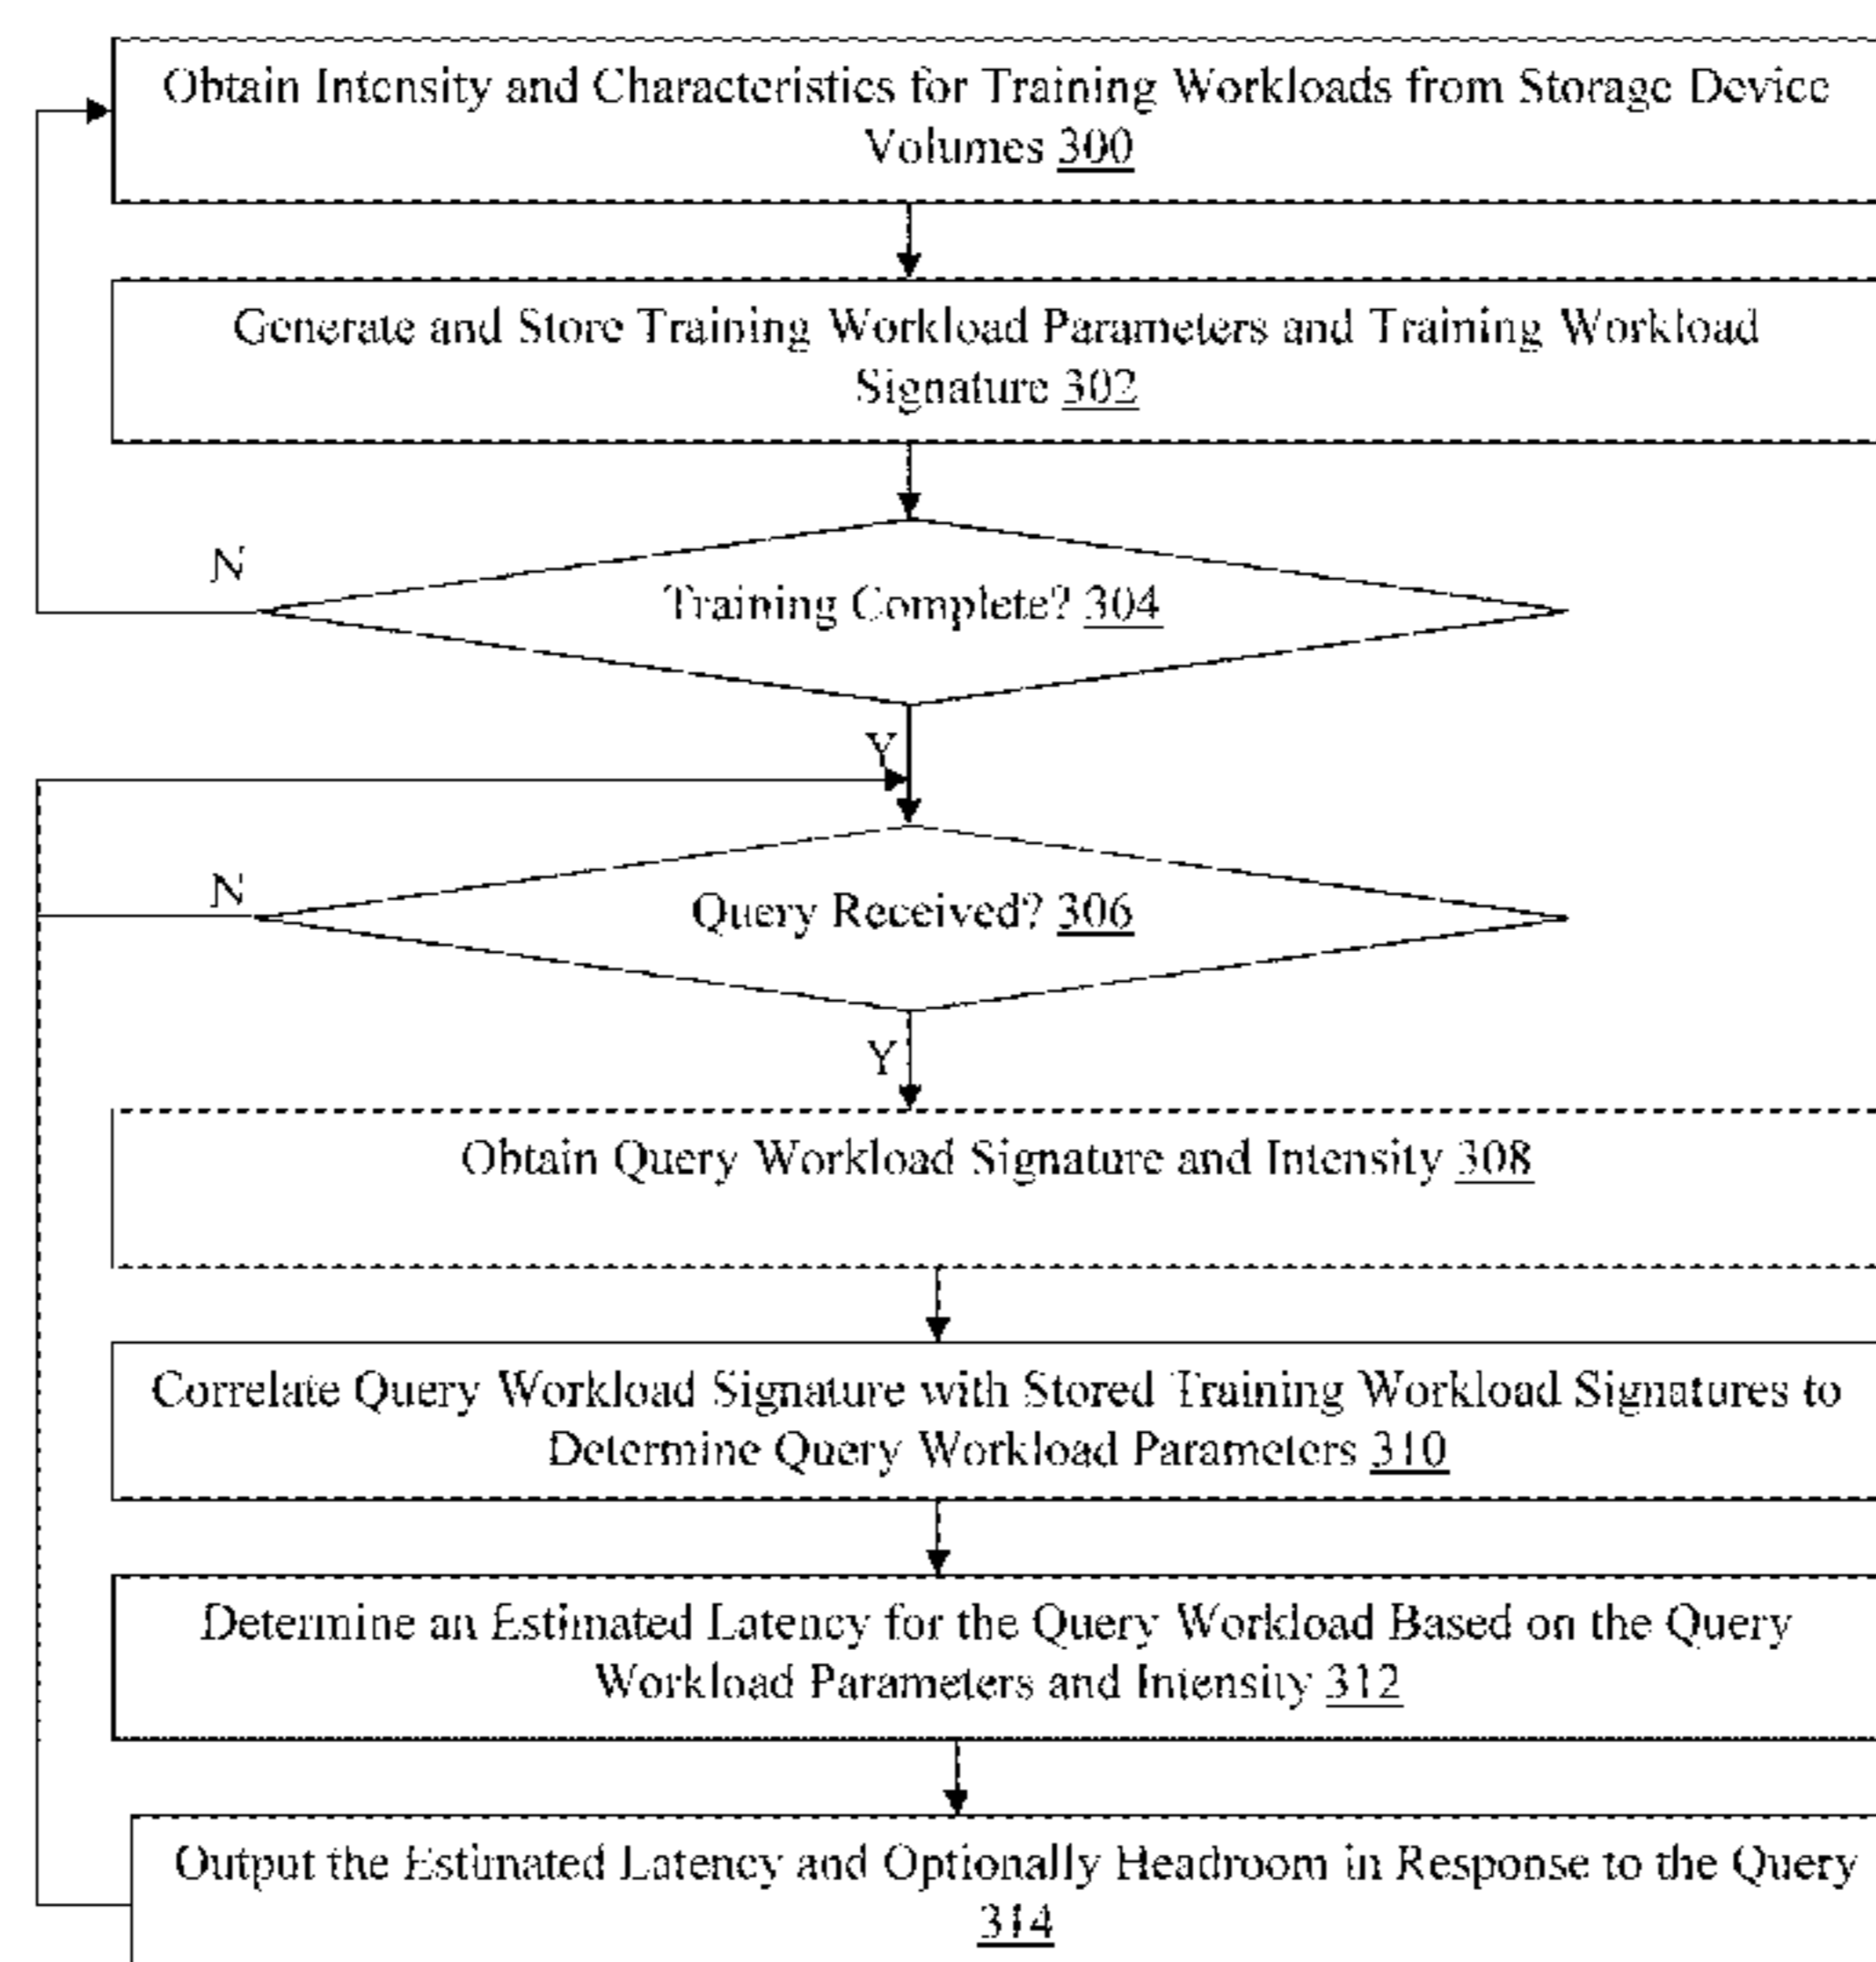 Obtain Intensity and Characteristics for Training Workloads from Storage Device
Volumes 300
Generate and Store Training Workload Parameters and Training Workload
Signature 302
N
Training Complete? 304
Y
N
Query Received? 306
Y
Obtain Query Workload Signature and Intensity 308
Correlate Query Workload Signature with Stored Training Workload Signatures to
Determine Query Workload Parameters 310
Determine an Estimated Latency for the Query Workload Based on the Query
Workload Parameters and Intensity 312
Output the Estimated Latency and Optionally Headroom in Response to the Query
314